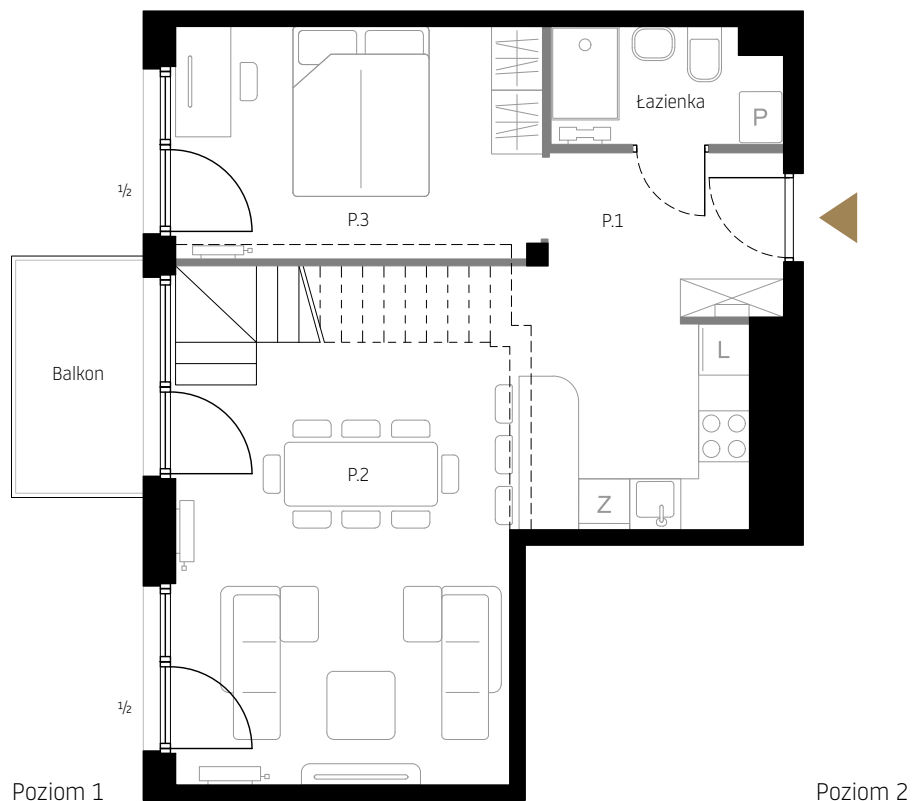 Łazienka
P
½
P.3
P.1
L
Balkon
P.2
Z
½
Poziom 1
Poziom 2